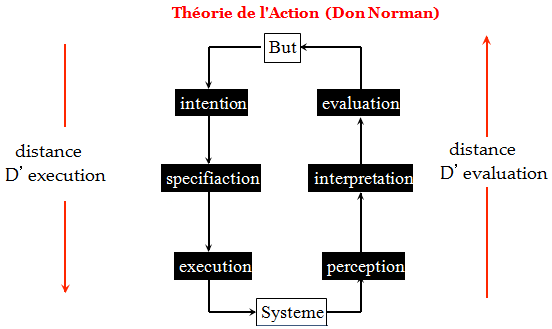 Théorie de l'Action (Don Norman)
But
intention
evaluation
distance
D' execution
distance
D' evaluation
specifiaction
interpretation
execution
perception
Systeme